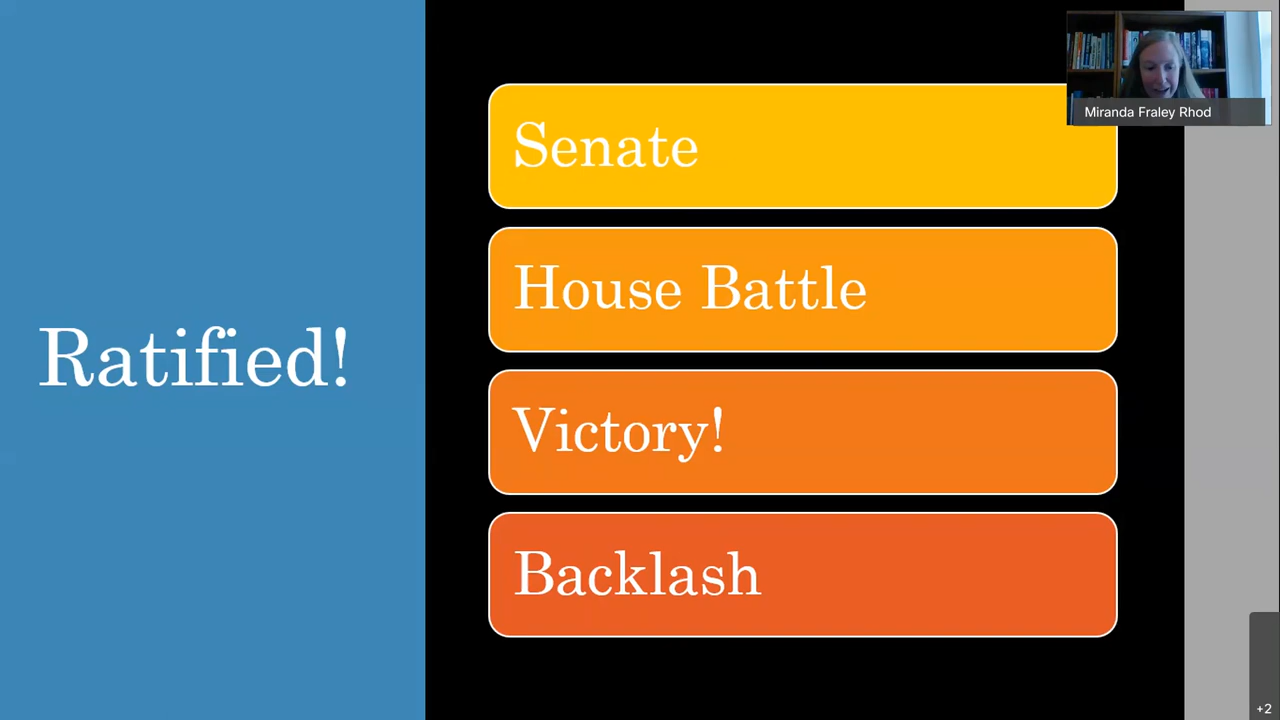 Ratified!
Senate
House Battle
Victory!
Backlash
Miranda Fraley Rhod
+2